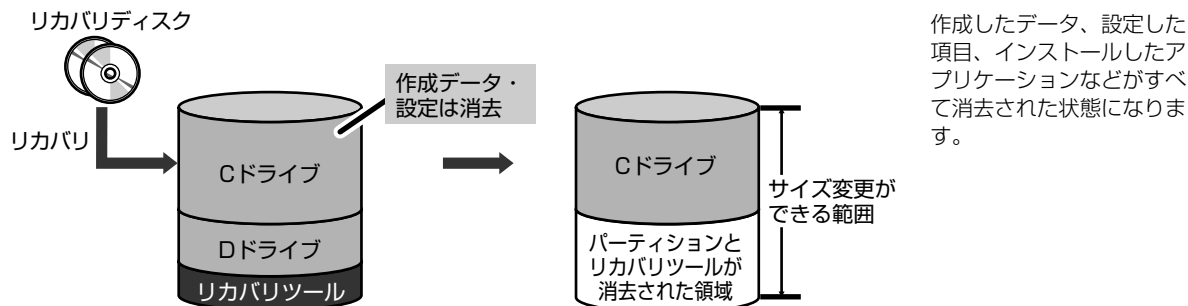 リカバリディスク
リカバリ
作成データ・
設定は消去
Cドライブ
Dドライブ
リカバリツール
Cドライブ
パーティションと
リカバリツールが
消去された領域
サイズ変更が
できる範囲
作成したデータ、設定した
項目、インストールしたア
プリケーションなどがすべ
て消去された状態になりま
す。